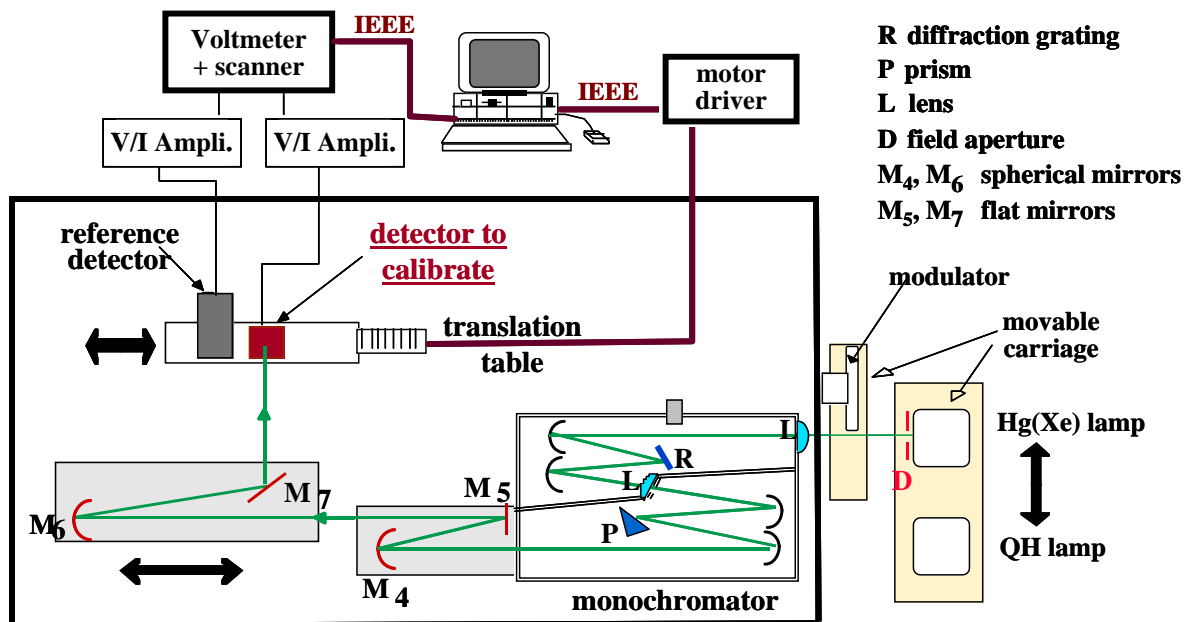 Voltmeter
+ scanner
IEEE
IEEE
motor
driver
V/I Ampli.
V/I Ampli.
R diffraction grating
P prism
L lens
D field aperture
M4, M6 spherical mirrors
M5, M7 flat mirrors
reference
detector
detector to
calibrate
translation
table
modulator
movable
carriage
Hg(Xe) lamp
QH lamp
D
L
R
L
P
M 5
M 7
M6
M 4
monochromator